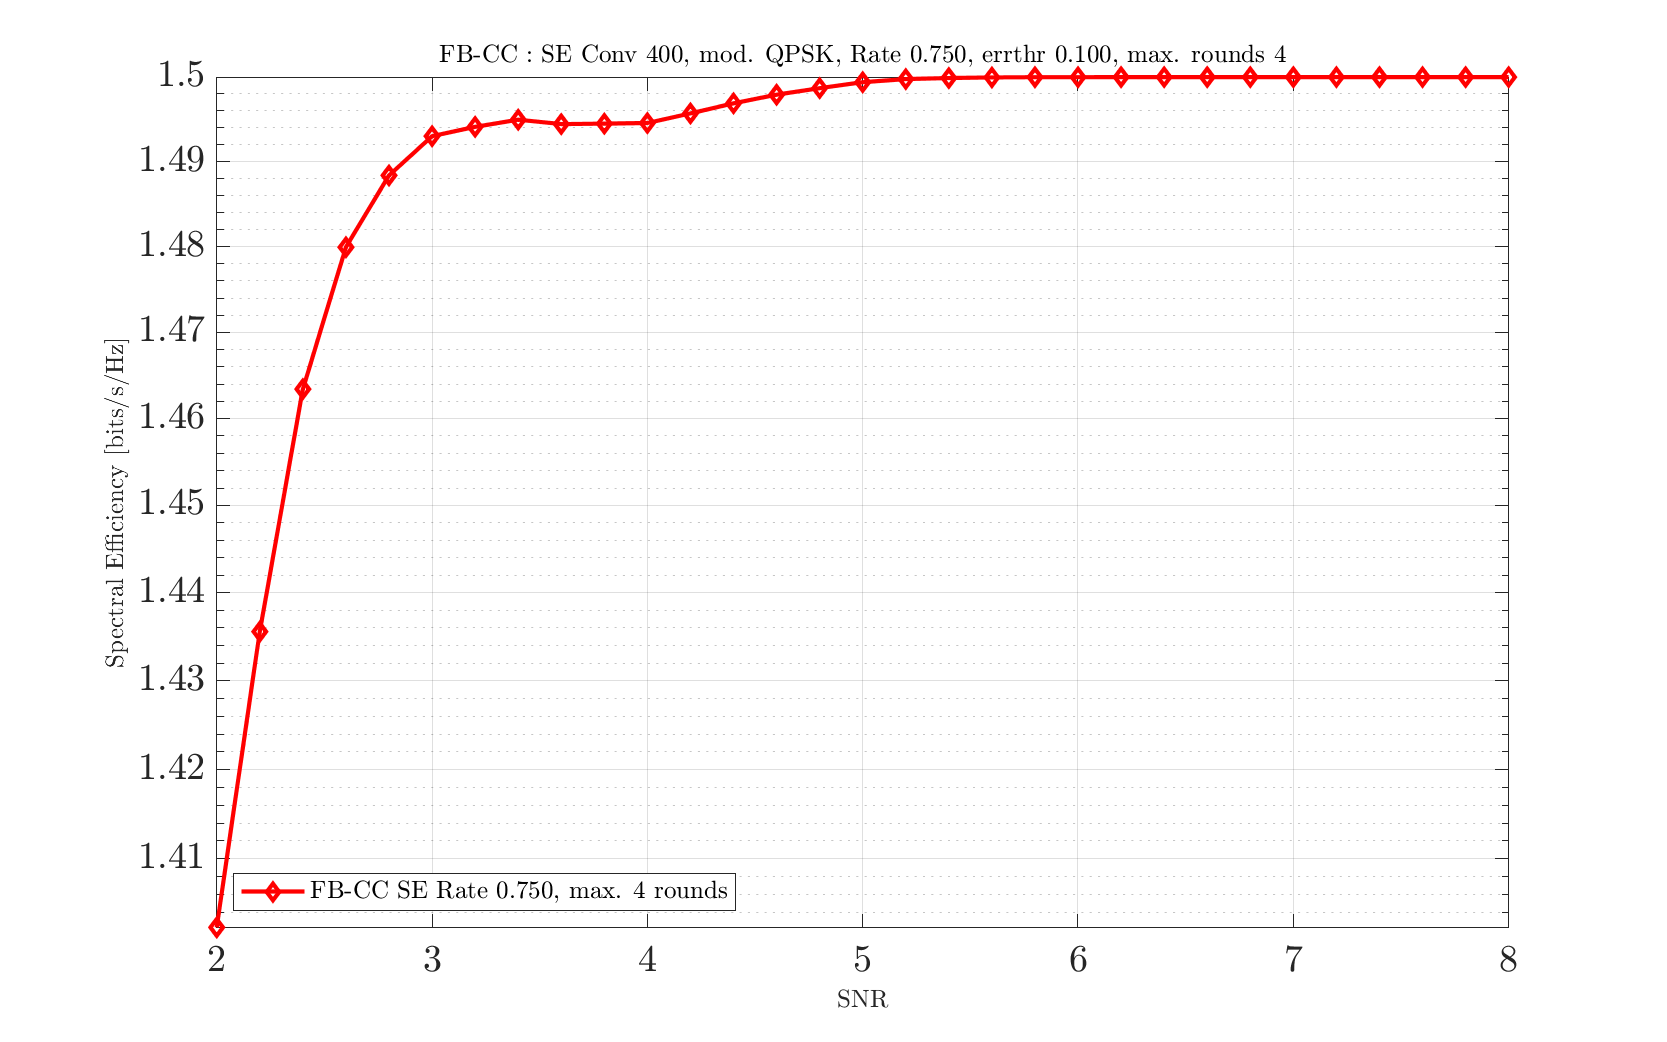 FB-CC : SE Conv 400, mod. QPSK, Rate 0.750, errthr 0.100, max. rounds 4
1.5
1.49
1.48
1.47
1.46
1.45
1.44
1.43
1.42
1.41
Spectral Efficiency [bits/s/Hz]
FB-CC SE Rate 0.750, max. 4 rounds
2 3 4 5 6 7 8
SNR